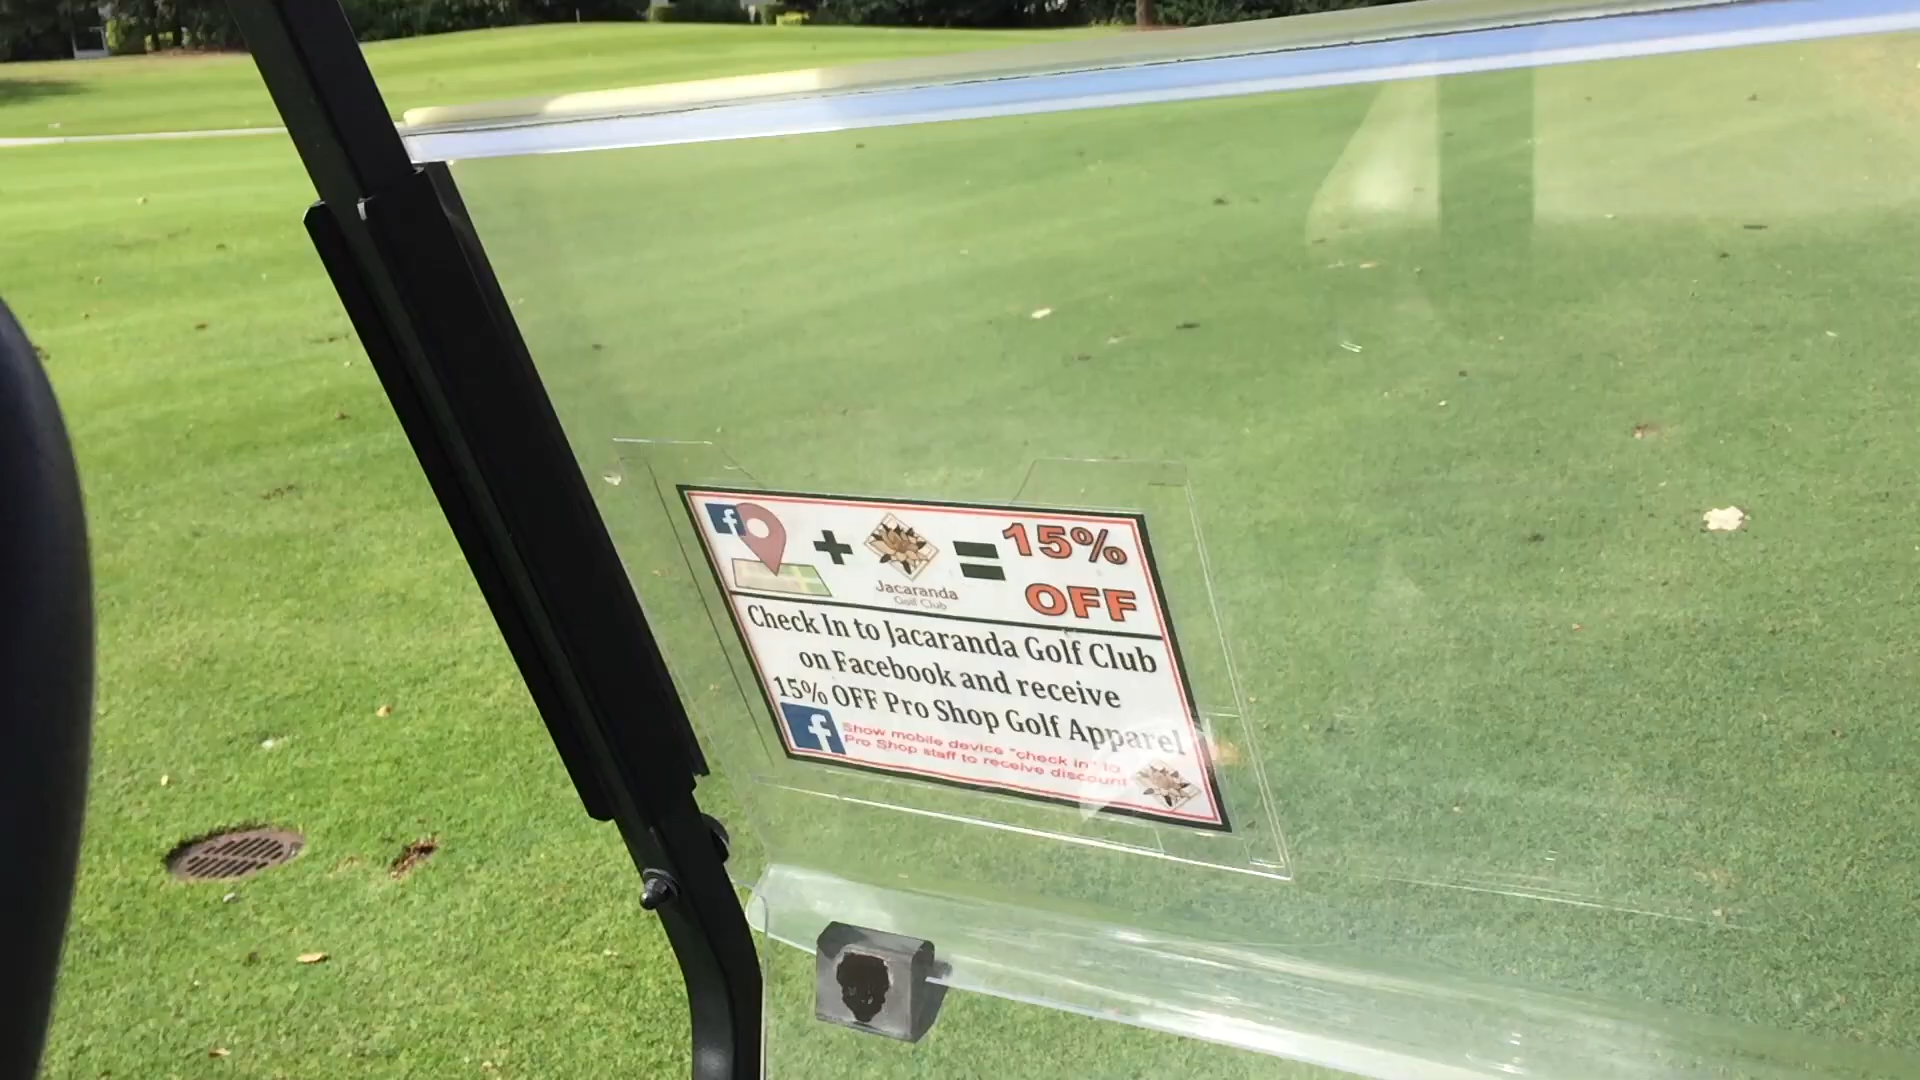 f + = 15%
OFF
Jacaranda
Golf Club
Check In to Jacaranda Golf Club
on Facebook and receive
15% OFF Pro Shop Golf Apparel
f Show mobile device "check in" to
Pro Shop staff to receive discount